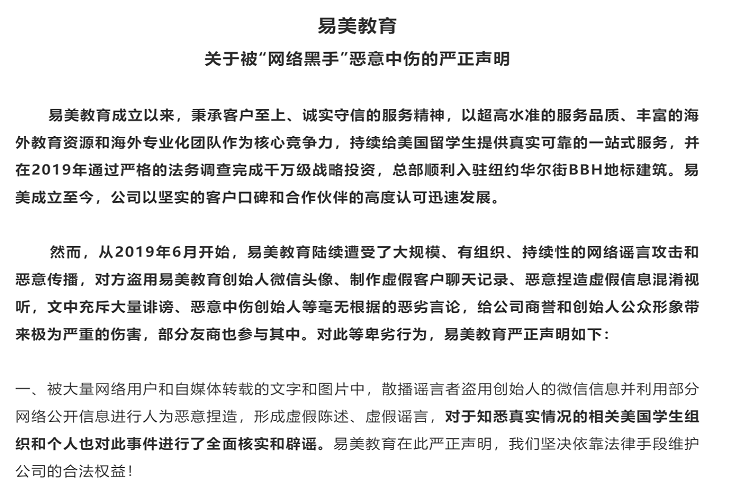 易美教育
关于被“网络黑手”恶意中伤的严正声明
易美教育成立以来，秉承客户至上、诚实守信的服务精神，以超高水准的服务品质、丰富的海
外教育资源和海外专业化团队作为核心竞争力，持续给美国留学生提供真实可靠的一站式服务，并
在2019年通过严格的法务调查完成千万级战略投资，总部顺利入驻纽约华尔街BBH地标建筑。易
美成立至今，公司以坚实的客户口碑和合作伙伴的高度认可迅速发展。
然而，从2019年6月开始，易美教育陆续遭受了大规模、有组织、持续性的网络谣言攻击和
恶意传播，对方盗用易美教育创始人微信头像、制作虚假客户聊天记录、恶意捏造虚假信息混淆视
听，文中充斥大量诽谤、恶意中伤创始人等毫无根据的恶劣言论，给公司商誉和创始人公众形象带
来极为严重的伤害，部分友商也参与其中。对此等卑劣行为，易美教育严正声明如下：
一、被大量网络用户和自媒体转载的文字和图片中，散播谣言者盗用创始人的微信信息并利用部分
网络公开信息进行人为恶意捏造，形成虚假陈述、虚假谣言，对于知悉真实情况的相关美国学生组
织和个人也对此事件进行了全面核实和辟谣。易美教育在此严正声明，我们坚决依靠法律手段维护
公司的合法权益！